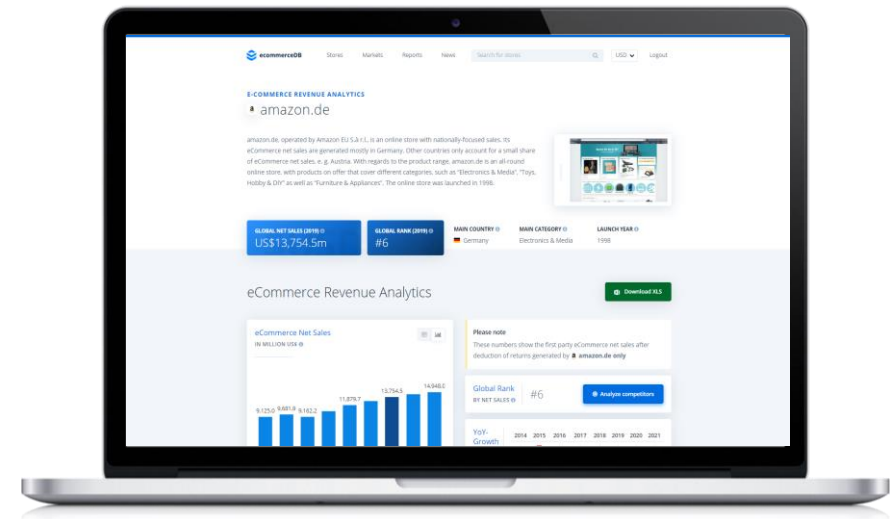 ecommerceDB Stores Markets Reports News Search for stores USD Logout
E-COMMERCE REVENUE ANALYTICS
a amazon.de
amazon.de, operated by Amazon EU S.à r.l., is an online store with nationally-focused sales. Its
eCommerce net sales are generated mostly in Germany. Other countries only account for a small share
of eCommerce net sales, e. g. Austria. With regards to the product range, amazon.de is an all-round
online store, with products on offer that cover different categories, such as "Electronics & Media", "Toys,
Hobby & DIY" as well as "Furniture & Appliances". The online store was launched in 1998.
GLOBAL NET SALES (2019) GLOBAL RANK (2019) MAIN COUNTRY MAIN CATEGORY LAUNCH YEAR
US$13,754.5m #6 Germany Electronics & Media 1998
eCommerce Revenue Analytics Download XLS
eCommerce Net Sales
IN MILLION US$
9,125.0 9,681.8 9,162.2 11,879.7 13,754.5 14,948.0
Please note
These numbers show the first party eCommerce net sales after
deduction of returns generated by a amazon.de only
Global Rank
BY NET SALES #6 Analyze competitors
YoY-
Growth 2014 2015 2016 2017 2018 2019 2020 2021